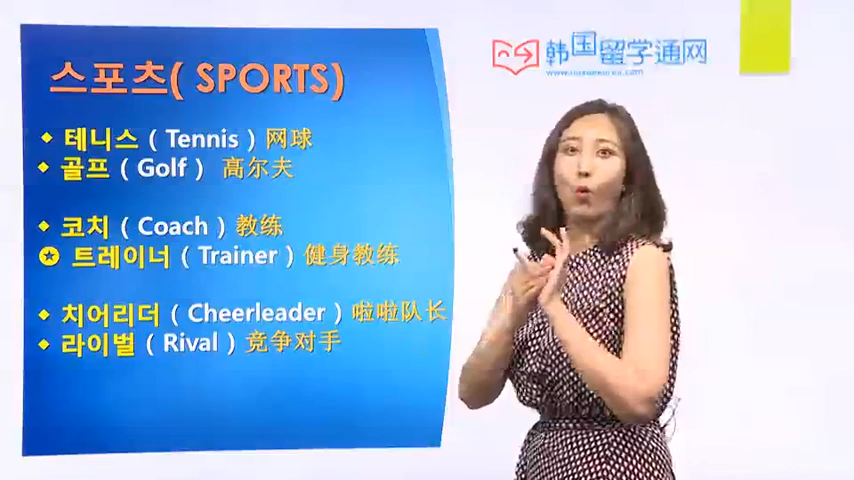 스포츠( SPORTS)
테니스 ( Tennis ) 网球
골프 ( Golf ) 高尔夫
코치 ( Coach ) 教练
트레이너 ( Trainer ) 健身教练
치어리더 ( Cheerleader ) 啦啦队长
라이벌 ( Rival ) 竞争对手
韩国留学通网